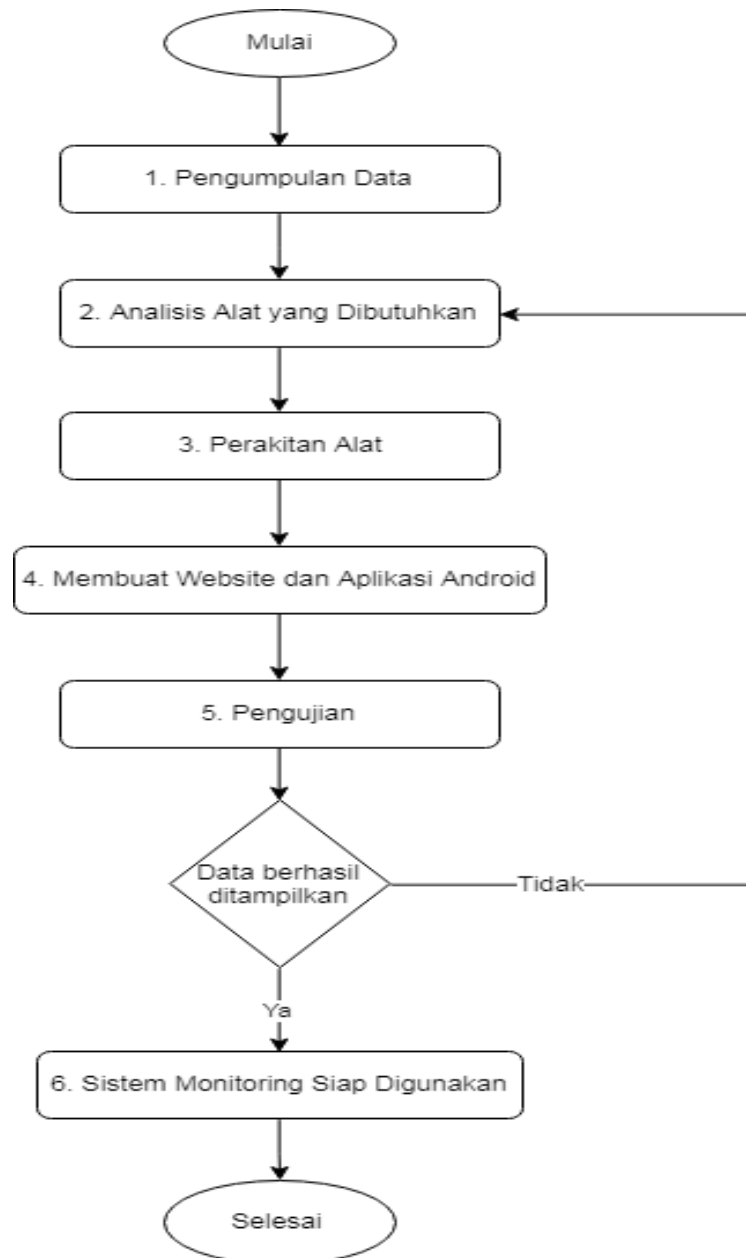 Mulai
1. Pengumpulan Data
2. Analisis Alat yang Dibutuhkan
3. Perakitan Alat
4. Membuat Website dan Aplikasi Android
5. Pengujian
Data berhasil
ditampilkan
Tidak
Ya
6. Sistem Monitoring Siap Digunakan
Selesai